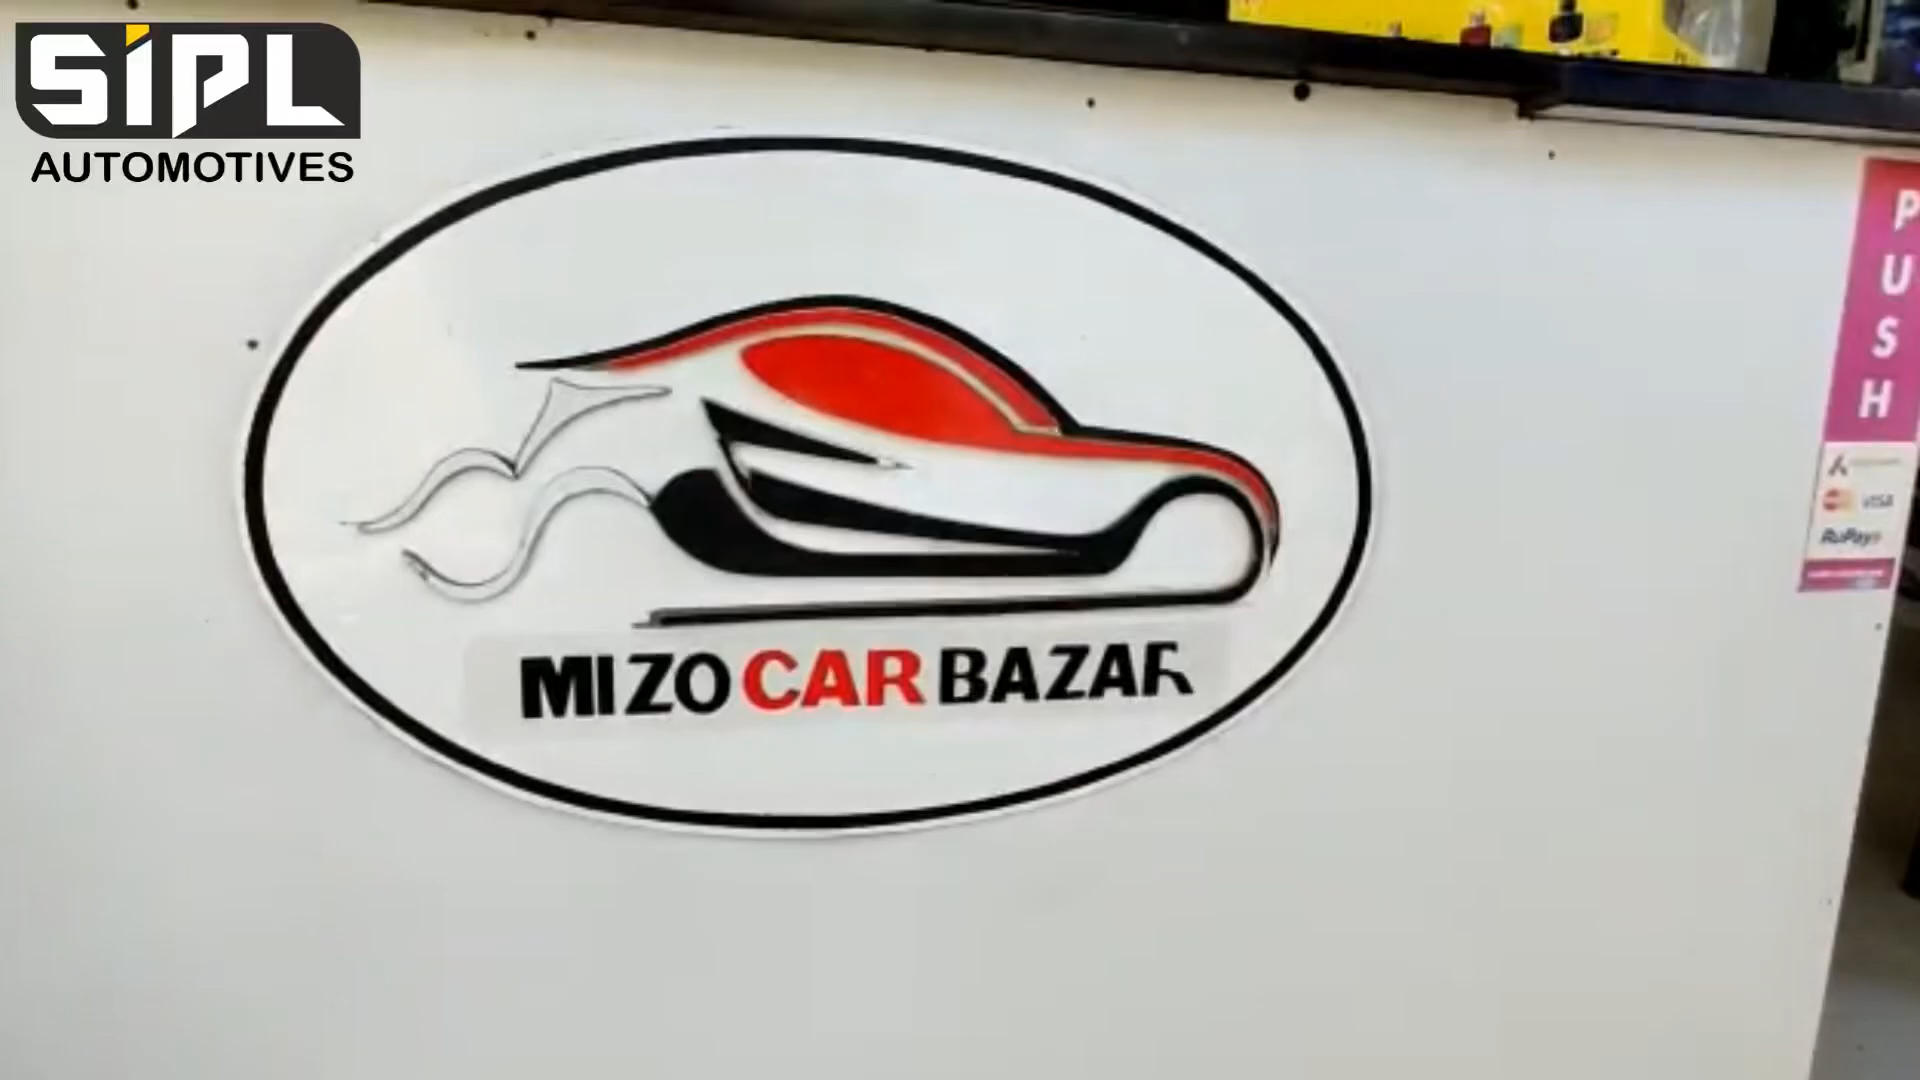 SiPL
AUTOMOTIVES
MIZO CAR BAZAR
PUSH
VISA
RuPay